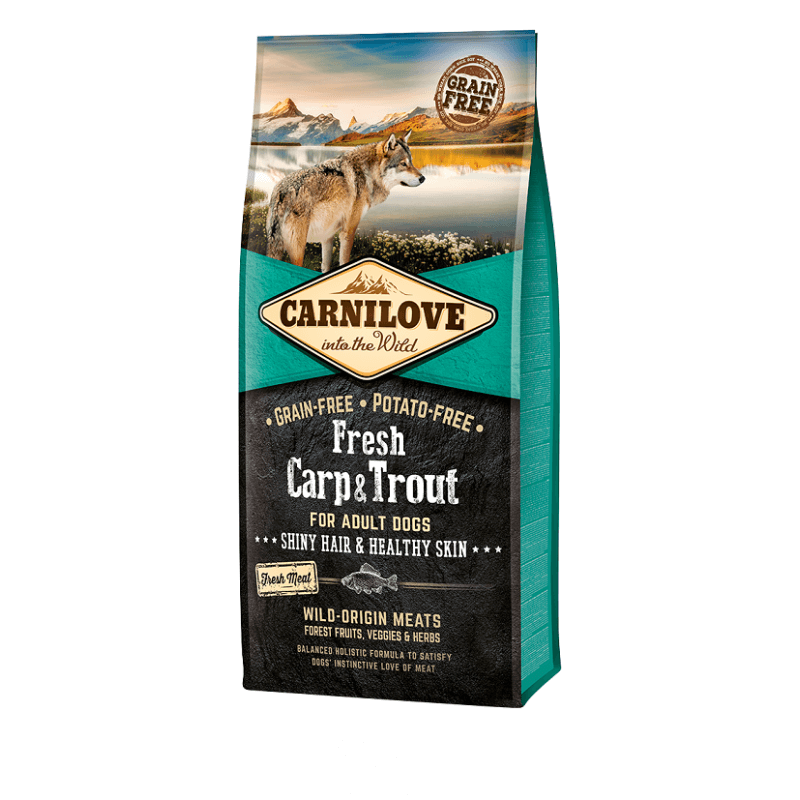 GRAIN
FREE
CARNILOVE
into the Wild
• GRAIN-FREE • POTATO-FREE •
Fresh
Carp & Trout
FOR ADULT DOGS
*** SHINY HAIR & HEALTHY SKIN ***
Fresh Meat
WILD-ORIGIN MEATS
FOREST FRUITS, VEGGIES & HERBS
BALANCED HOLISTIC FORMULA TO SATISFY
DOGS' INSTINCTIVE LOVE OF MEAT